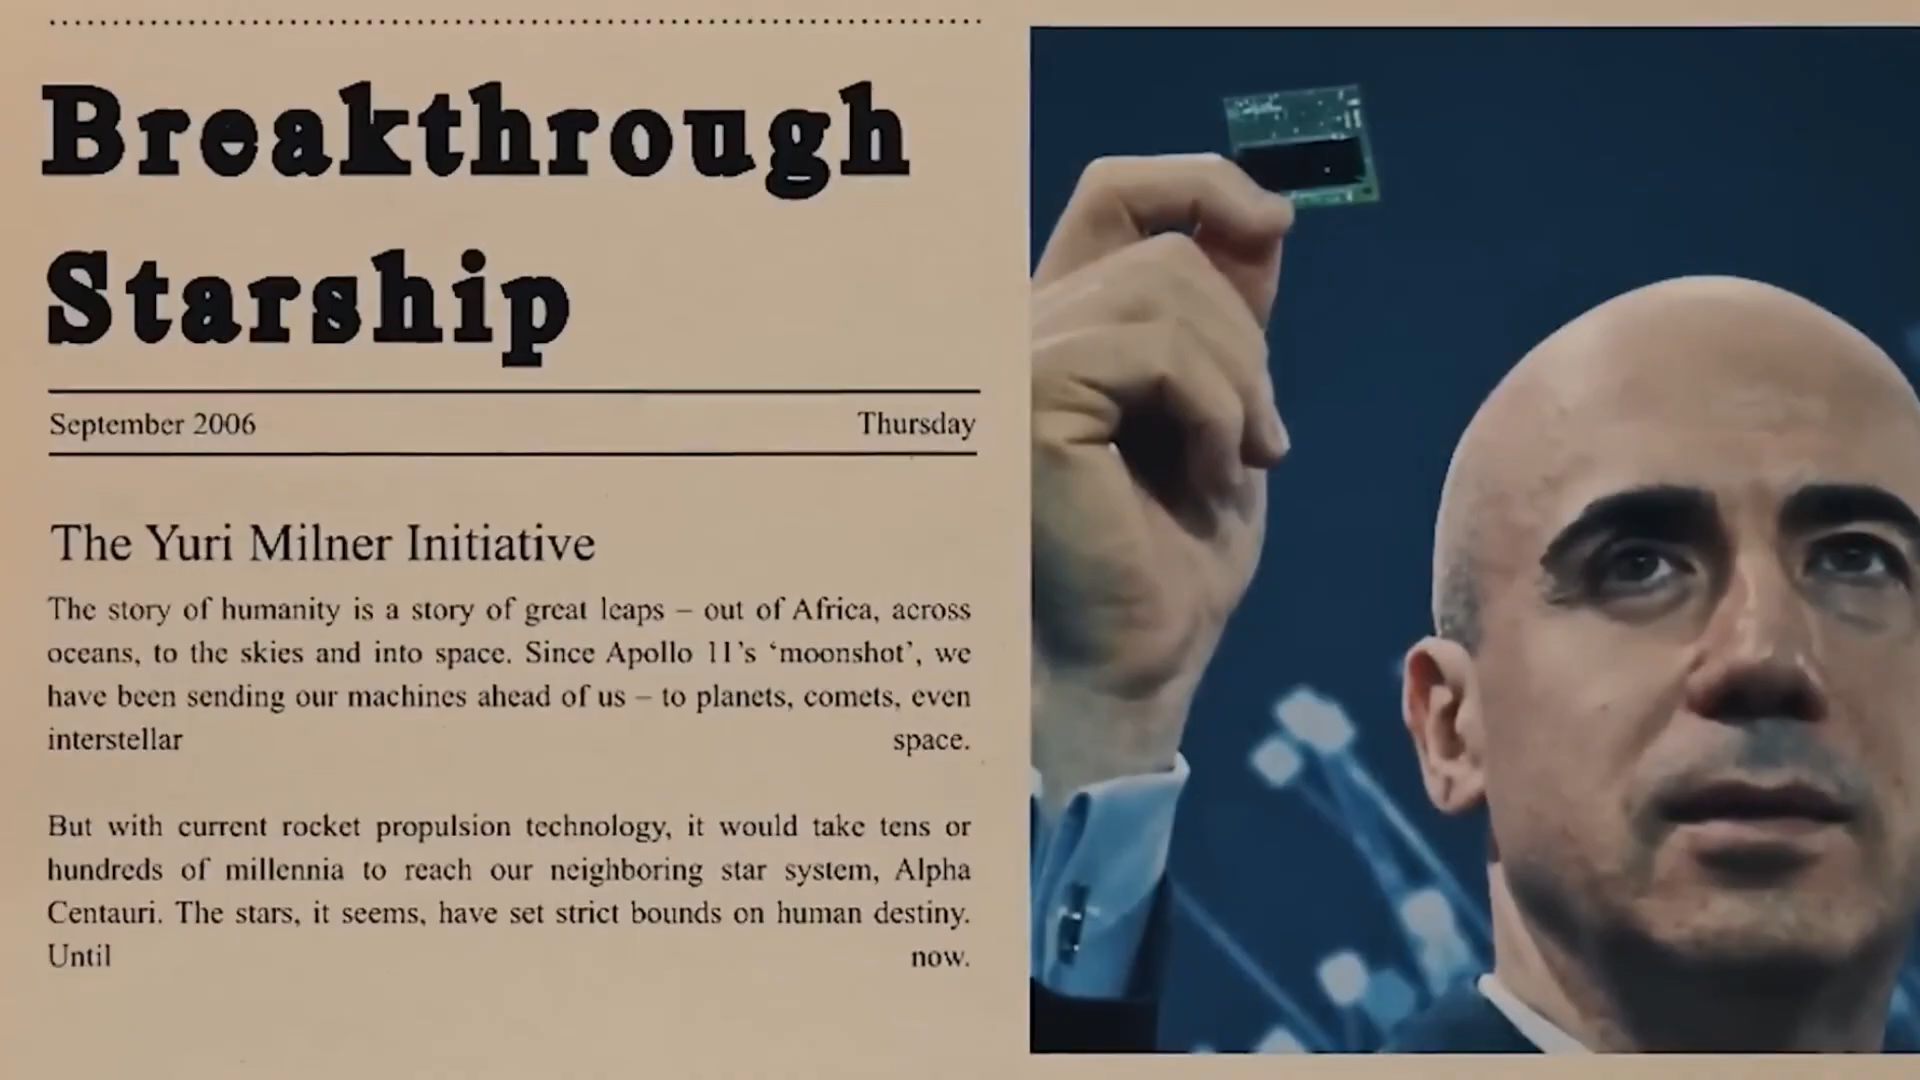 Breakthrough
Starship
September 2006 Thursday
The Yuri Milner Initiative
The story of humanity is a story of great leaps – out of Africa, across
oceans, to the skies and into space. Since Apollo 11’s ‘moonshot’, we
have been sending our machines ahead of us – to planets, comets, even
interstellar space.
But with current rocket propulsion technology, it would take tens or
hundreds of millennia to reach our neighboring star system, Alpha
Centauri. The stars, it seems, have set strict bounds on human destiny.
Until now.